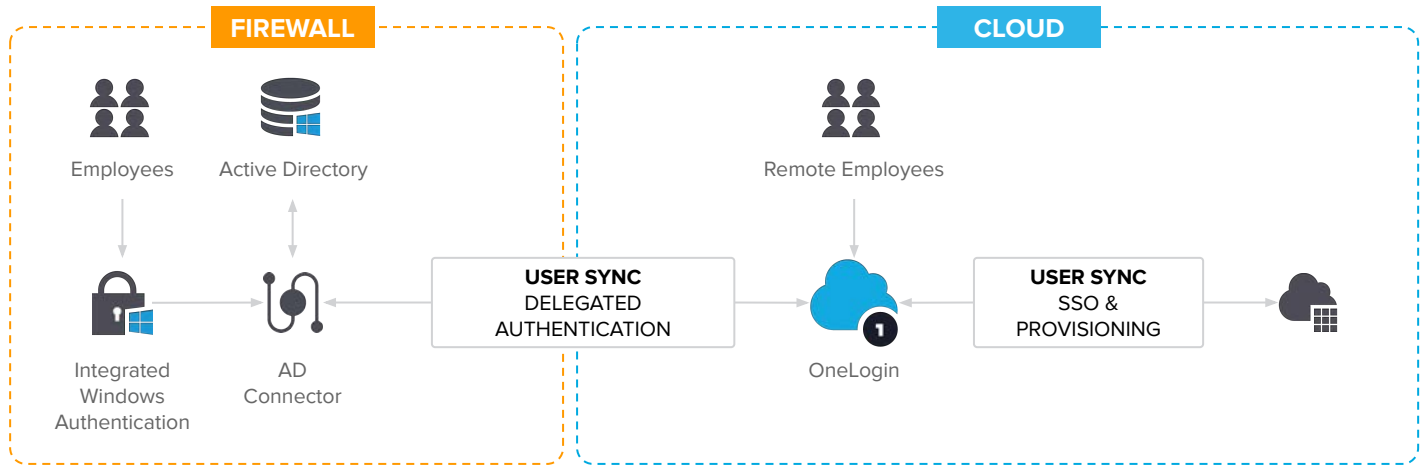 FIREWALL
CLOUD
Employees
Active Directory
Remote Employees
USER SYNC
DELEGATED
AUTHENTICATION
USER SYNC
SSO &
PROVISIONING
1
Integrated
Windows
Authentication
AD
Connector
OneLogin